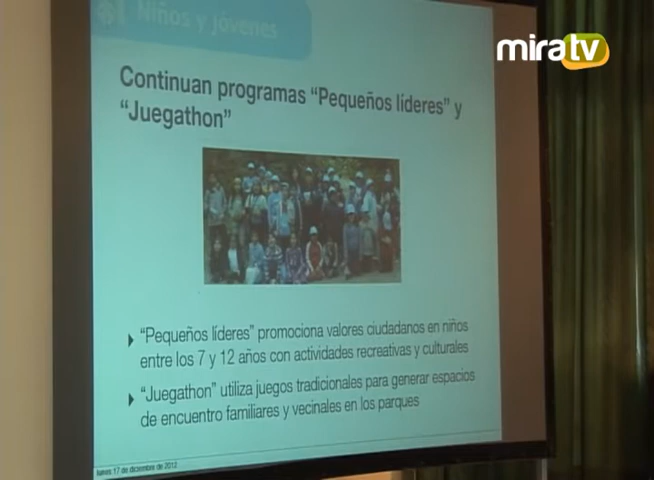 Niños y jóvenes
miratv
Continuan programas “Pequeños líderes” y
“Juegathon”
“Pequeños líderes” promociona valores ciudadanos en niños
entre los 7 y 12 años con actividades recreativas y culturales
“Juegathon” utiliza juegos tradicionales para generar espacios
de encuentro familiares y vecinales en los parques
lunes 17 de diciembre de 2012